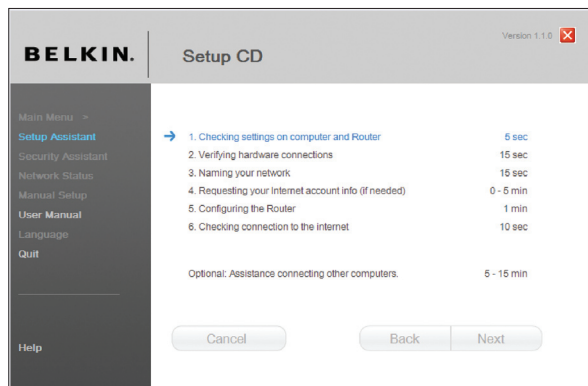 BELKIN.
Setup CD
Version 1.1.0
Main Menu >
Setup Assistant
Security Assistant
Network Status
Manual Setup
User Manual
Language
Quit
Help
1. Checking settings on computer and Router 5 sec
2. Verifying hardware connections 15 sec
3. Naming your network 15 sec
4. Requesting your Internet account info (if needed) 0 - 5 min
5. Configuring the Router 1 min
6. Checking connection to the internet 10 sec
Optional: Assistance connecting other computers. 5 - 15 min
Cancel
Back
Next